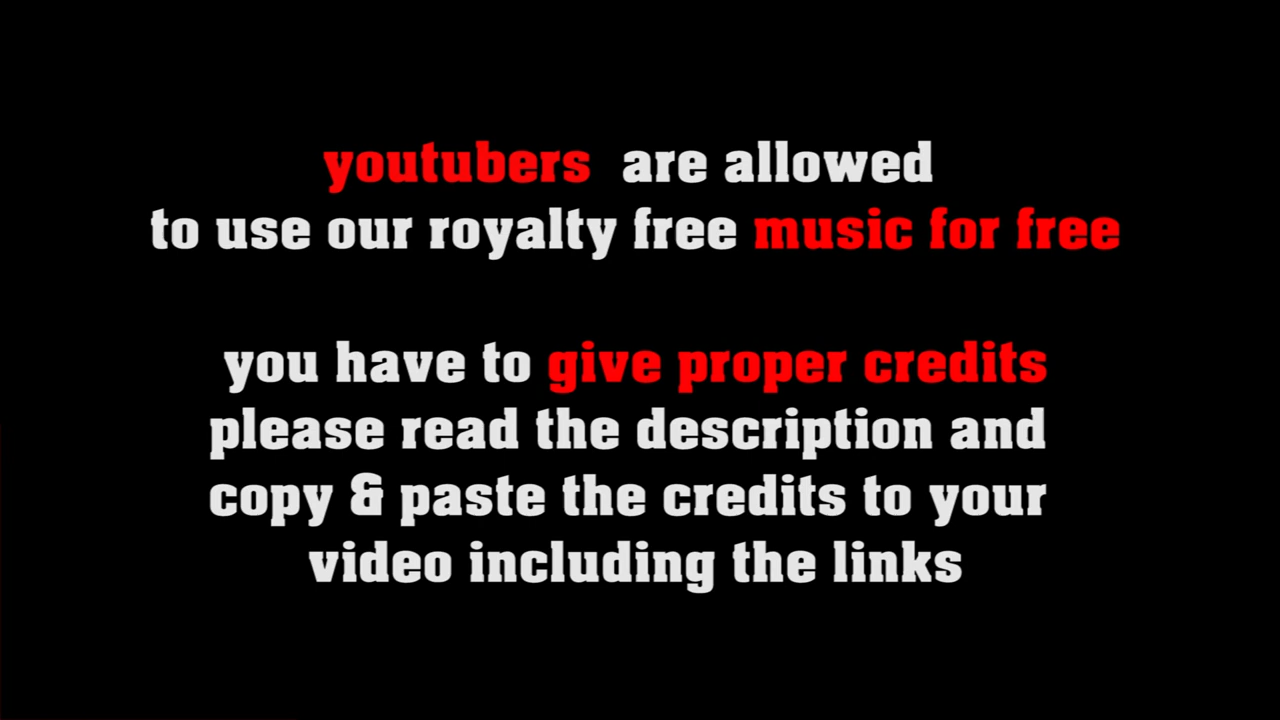 youtubers are allowed
to use our royalty free music for free
you have to give proper credits
please read the description and
copy & paste the credits to your
video including the links